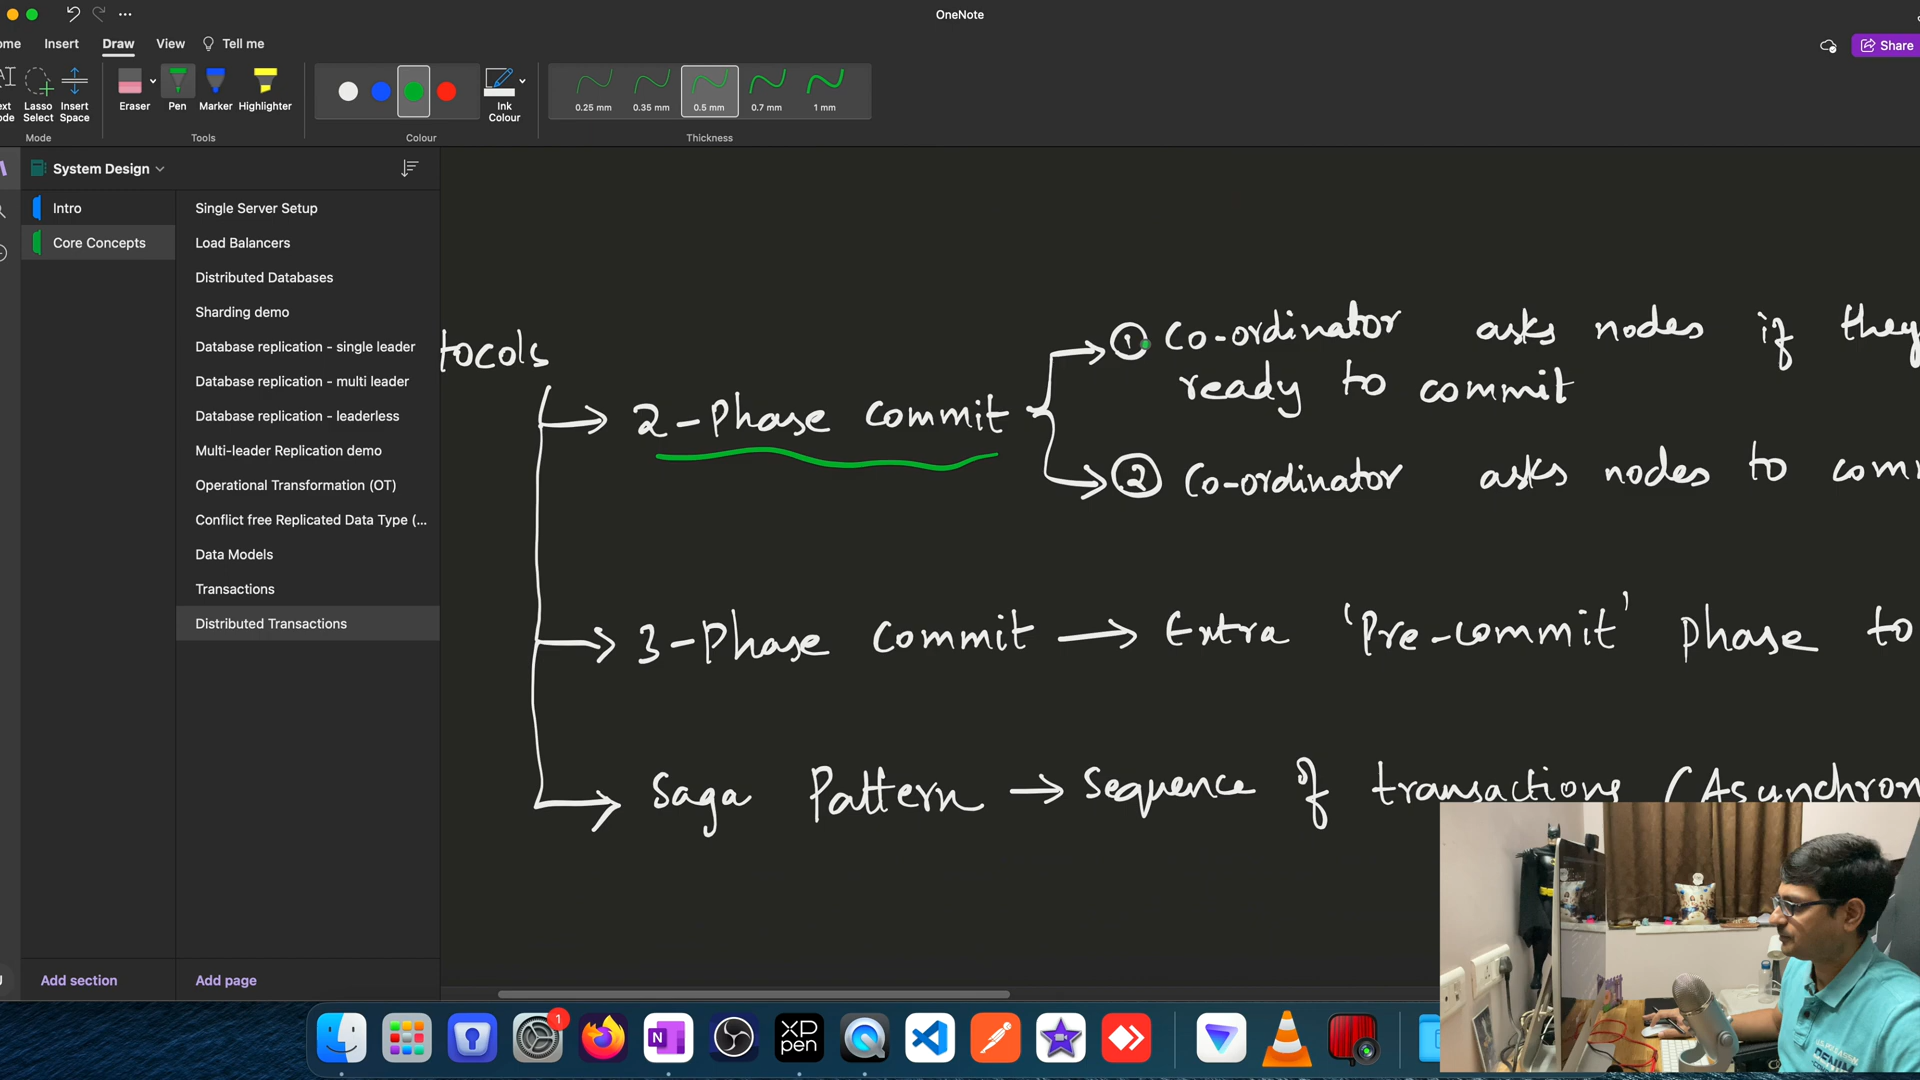 OneNote
ome Insert Draw View Tell me
Share
ext ode
Lasso Select
Insert Space
Eraser
Pen
Marker
Highlighter
Ink Colour
0.25 mm
0.35 mm
0.5 mm
0.7 mm
1 mm
Mode
Tools
Colour
Thickness
System Design
Intro
Core Concepts
Single Server Setup
Load Balancers
Distributed Databases
Sharding demo
Database replication - single leader
Database replication - multi leader
Database replication - leaderless
Multi-leader Replication demo
Operational Transformation (OT)
Conflict free Replicated Data Type (...
Data Models
Transactions
Distributed Transactions
Add section
Add page
tocols
2-Phase commit
① Co-ordinator asks nodes if they
ready to commit
② Co-ordinator asks nodes to com
3-Phase commit → Extra 'Pre-commit' phase to
Saga Pattern → Sequence of transactions (Asynchron
1
N
XP
pen